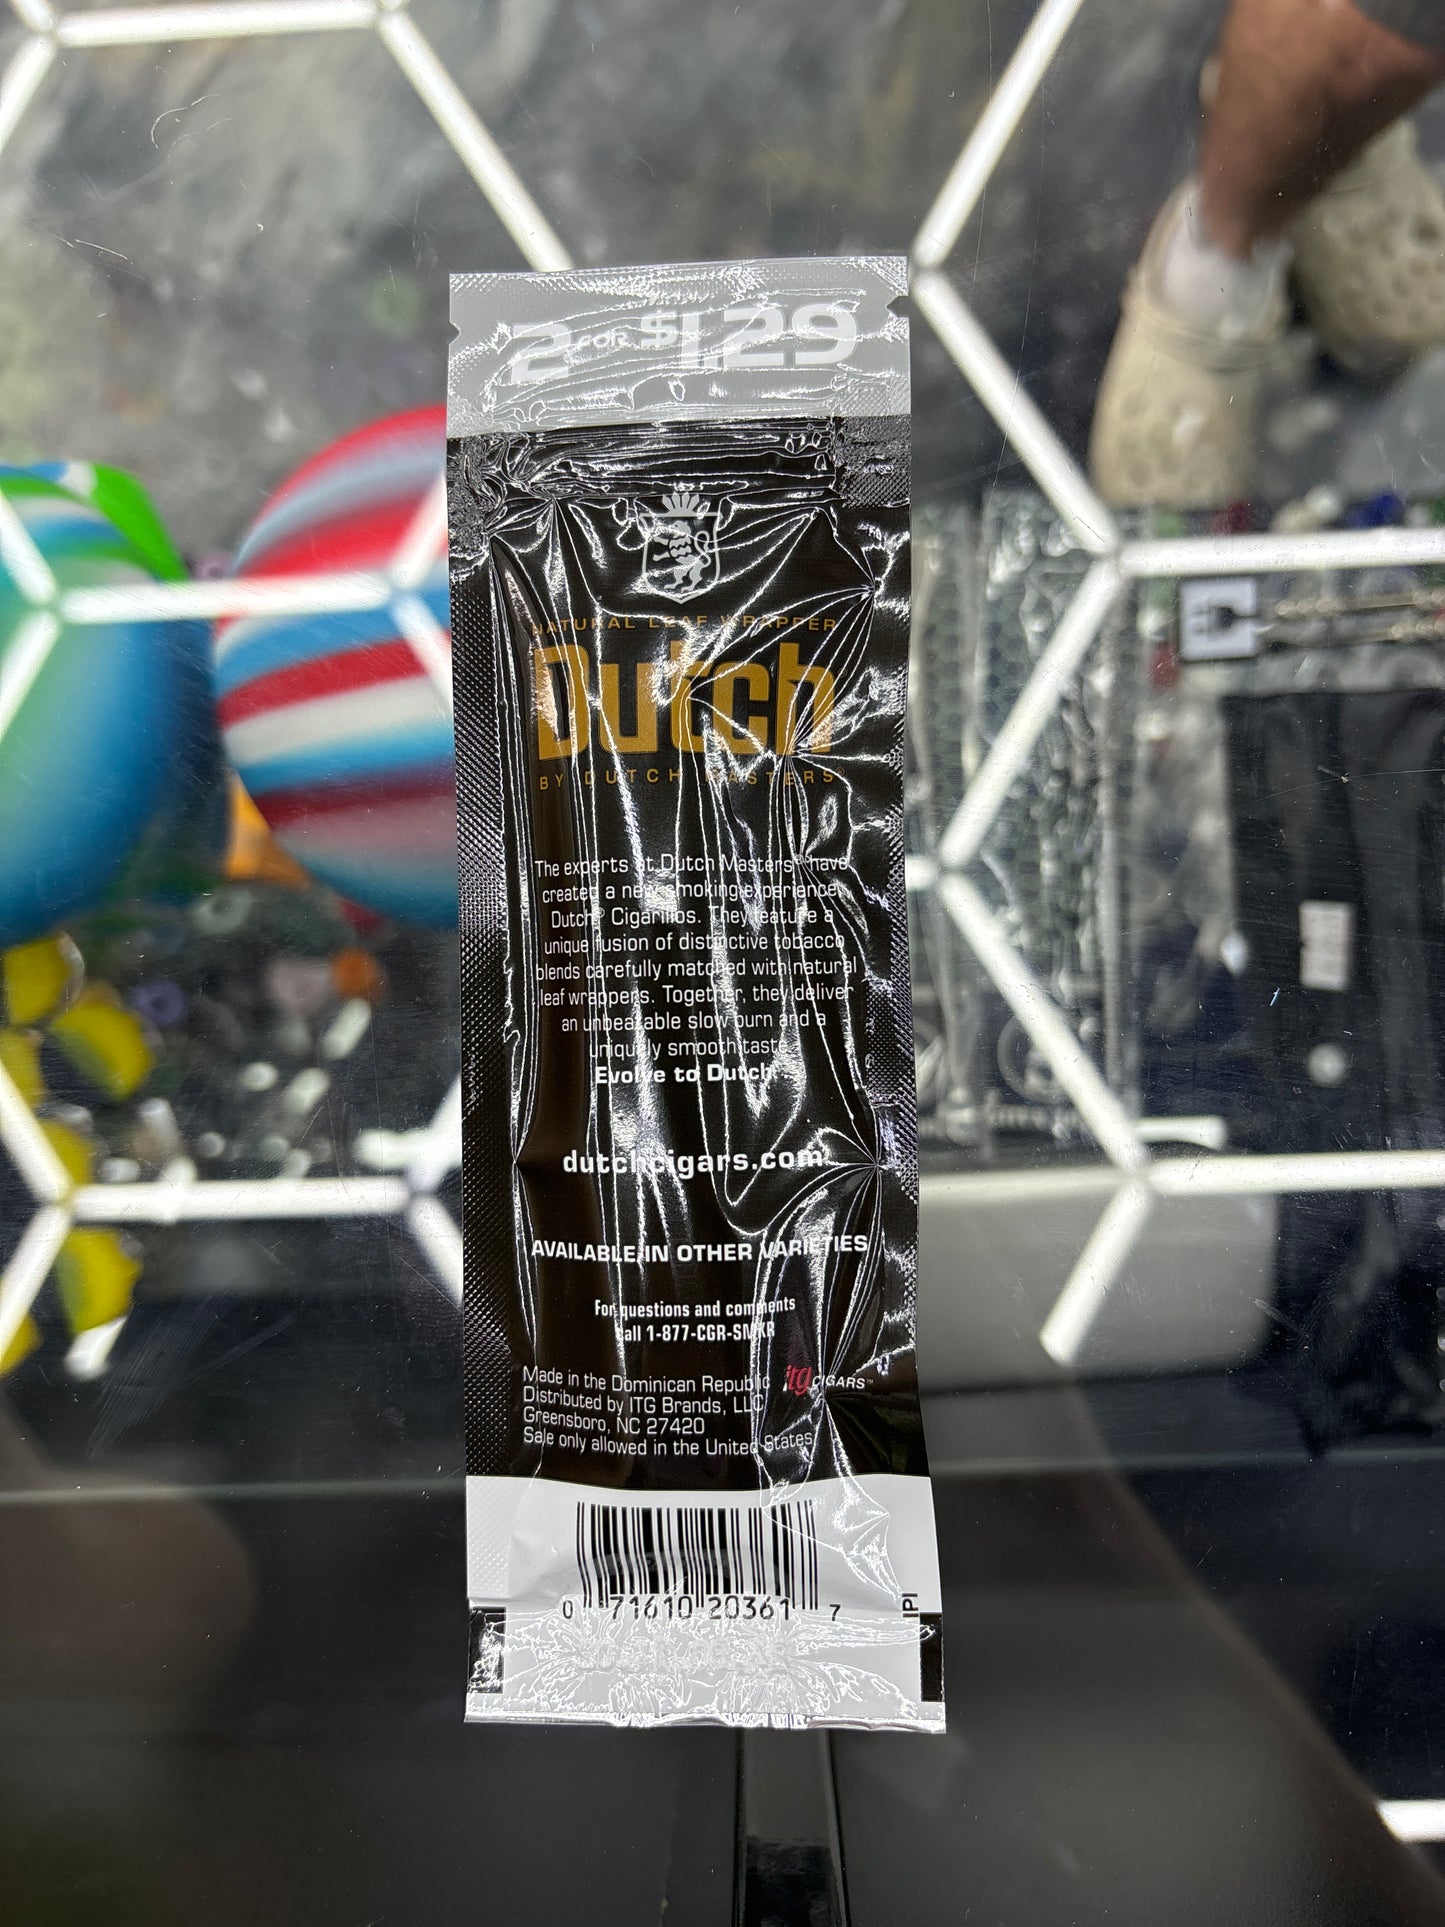 2 FOR $1.29
NATURAL LEAF WRAPPER
Dutch
BY DUTCH MASTERS
The experts at Dutch Masters® have
created a new smoking experience,
Dutch® Cigarillos. They feature a
unique fusion of distinctive tobacco
blends carefully matched with natural
leaf wrappers. Together, they deliver
an unbeatable slow burn and a
uniquely smooth taste.
Evolve to Dutch
dutchcigars.com
AVAILABLE IN OTHER VARIETIES
For questions and comments
call 1-877-CGR-SMKR
Made in the Dominican Republic
itg CIGARS™
Distributed by ITG Brands, LLC
Greensboro, NC 27420
Sale only allowed in the United States
0 71610 20361 7